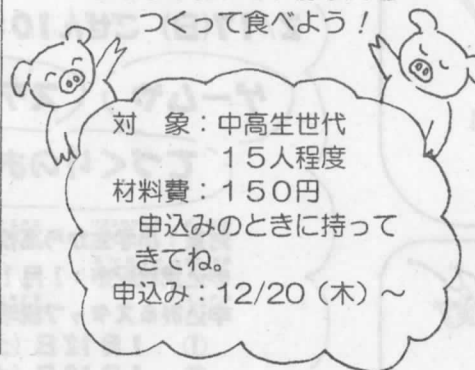 つくって食べよう！
対　象：中高生世代
１５人程度
材料費：１５０円
申込みのときに持って
きてね。
申込み：12/20（木）～